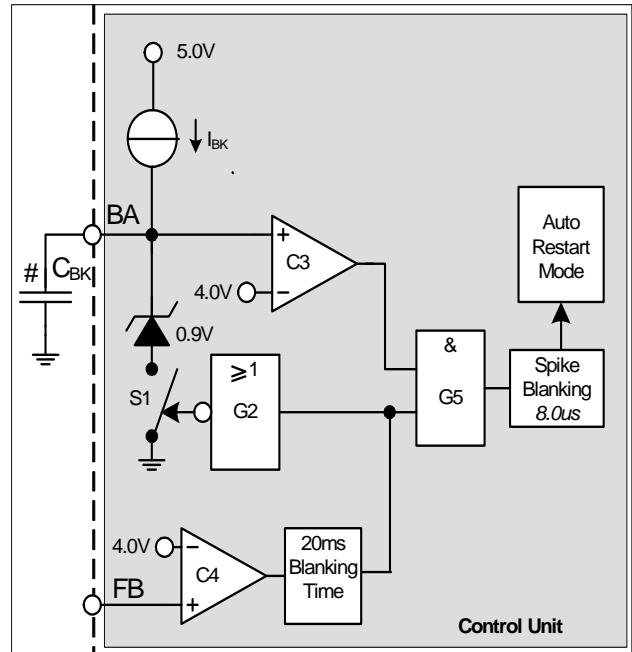 5.0V
I_BK
BA
# C_BK
C3
4.0V
0.9V
Auto
Restart
Mode
&
G5
Spike
Blanking
8.0us
S1
≥1
G2
4.0V
C4
20ms
Blanking
Time
FB
Control Unit
+
−
−
+